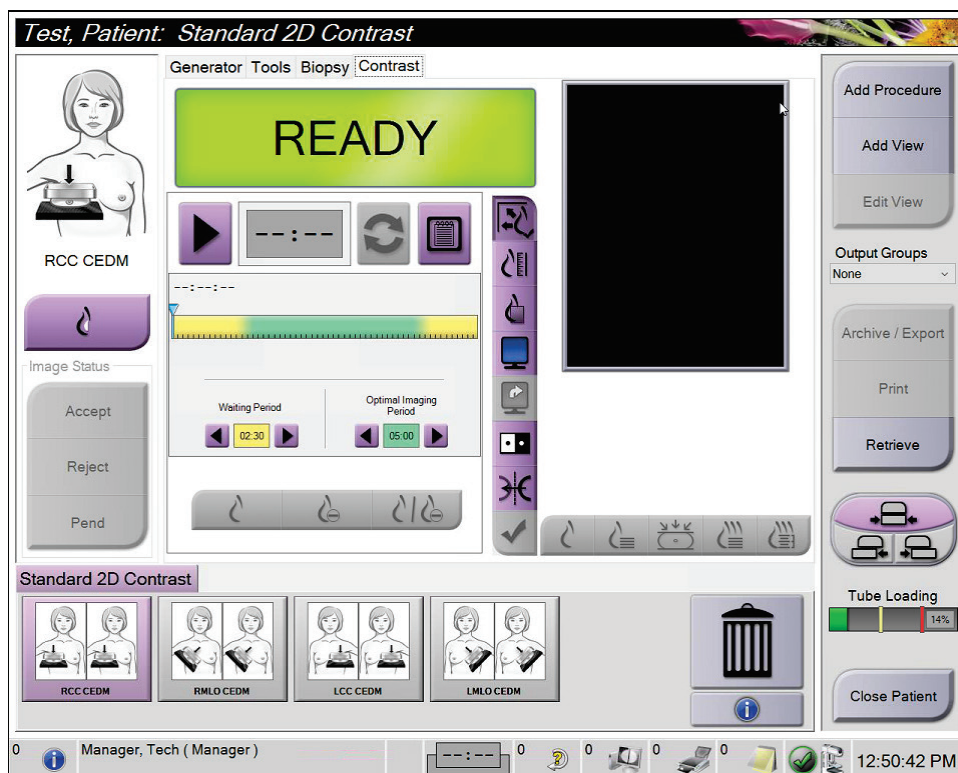 Test, Patient: Standard 2D Contrast
Generator Tools Biopsy Contrast
READY
--:--
RCC CEDM
--:--:--
Waiting Period
Optimal Imaging
Period
02:30
05:00
Image Status
Accept
Reject
Pend
Add Procedure
Add View
Edit View
Output Groups
None
Archive / Export
Print
Retrieve
Tube Loading
14%
Close Patient
Standard 2D Contrast
RCC CEDM
RMLO CEDM
LCC CEDM
LMLO CEDM
0 Manager, Tech ( Manager ) --:-- 0 0 0 0 12:50:42 PM